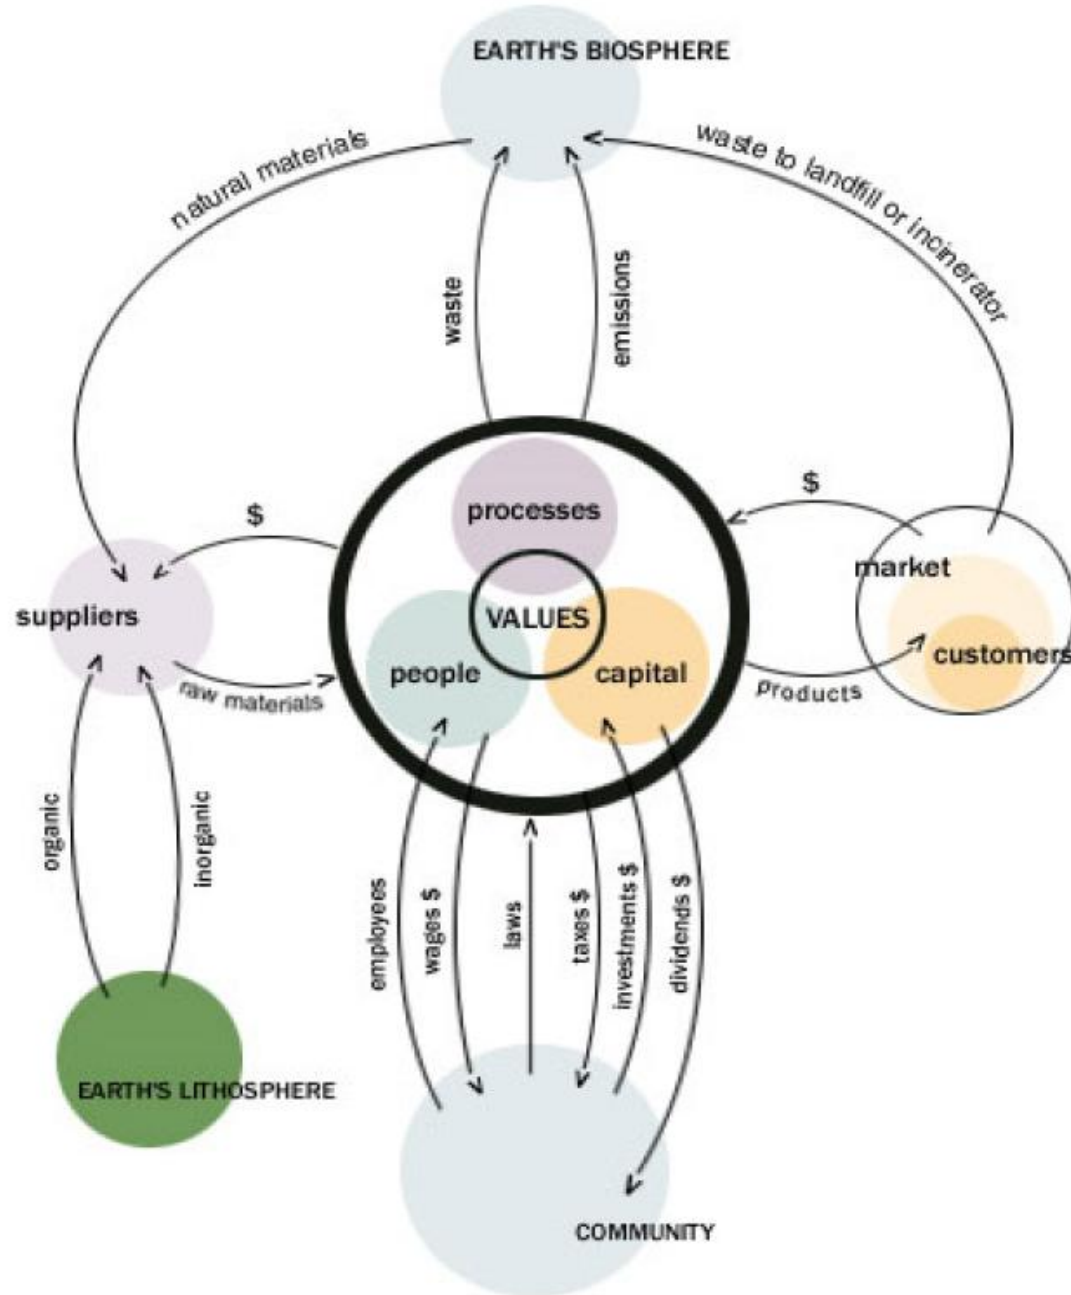 EARTH'S BIOSPHERE
natural materials
waste to landfill or incinerator
waste
emissions
$
$
processes
market
suppliers
VALUES
customers
people
capital
raw materials
products
organic
inorganic
employees
wages $
laws
taxes $
investments $
dividends $
EARTH'S LITHOSPHERE
COMMUNITY